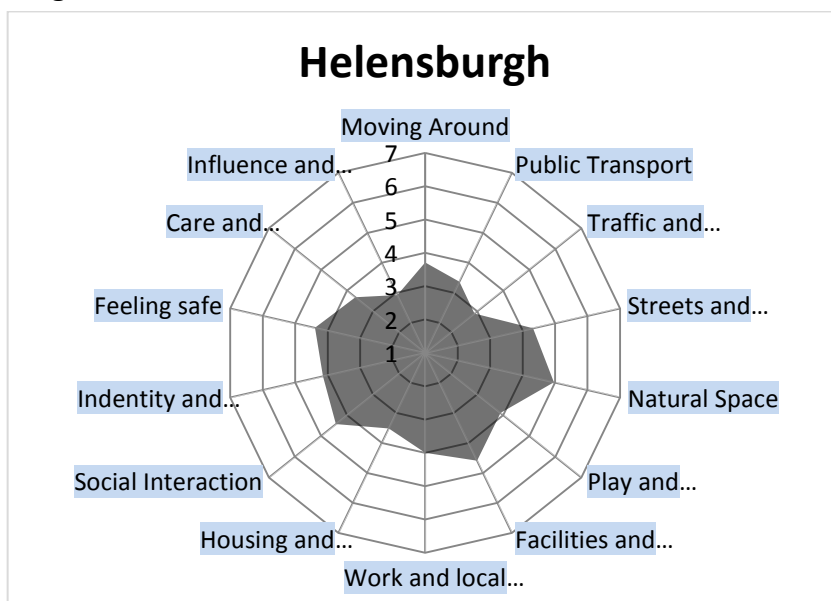 Helensburgh
Moving Around
Public Transport
Traffic and...
Streets and...
Natural Space
Play and...
Facilities and...
Work and local...
Housing and...
Social Interaction
Indentity and...
Feeling safe
Care and...
Influence and...
7
6
5
4
3
2
1